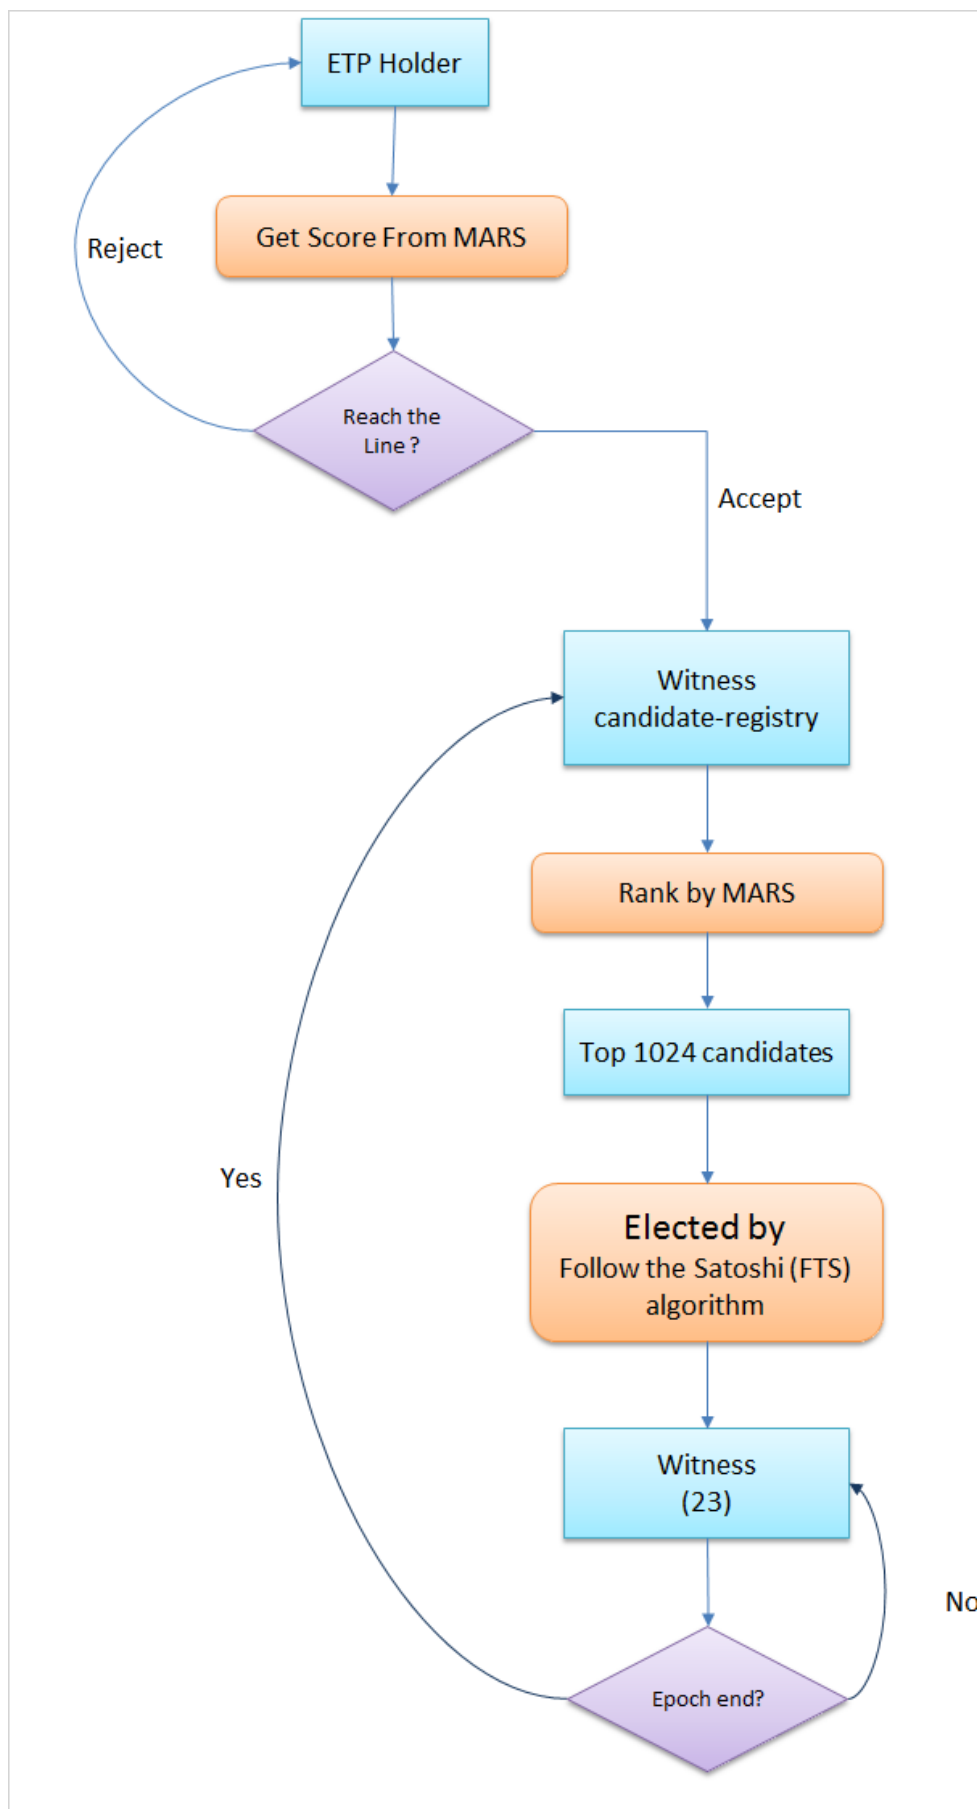 ETP Holder
Get Score From MARS
Reject
Reach the
Line ?
Accept
Witness
candidate-registry
Rank by MARS
Top 1024 candidates
Yes
Elected by
Follow the Satoshi (FTS)
algorithm
Witness
(23)
No
Epoch end?